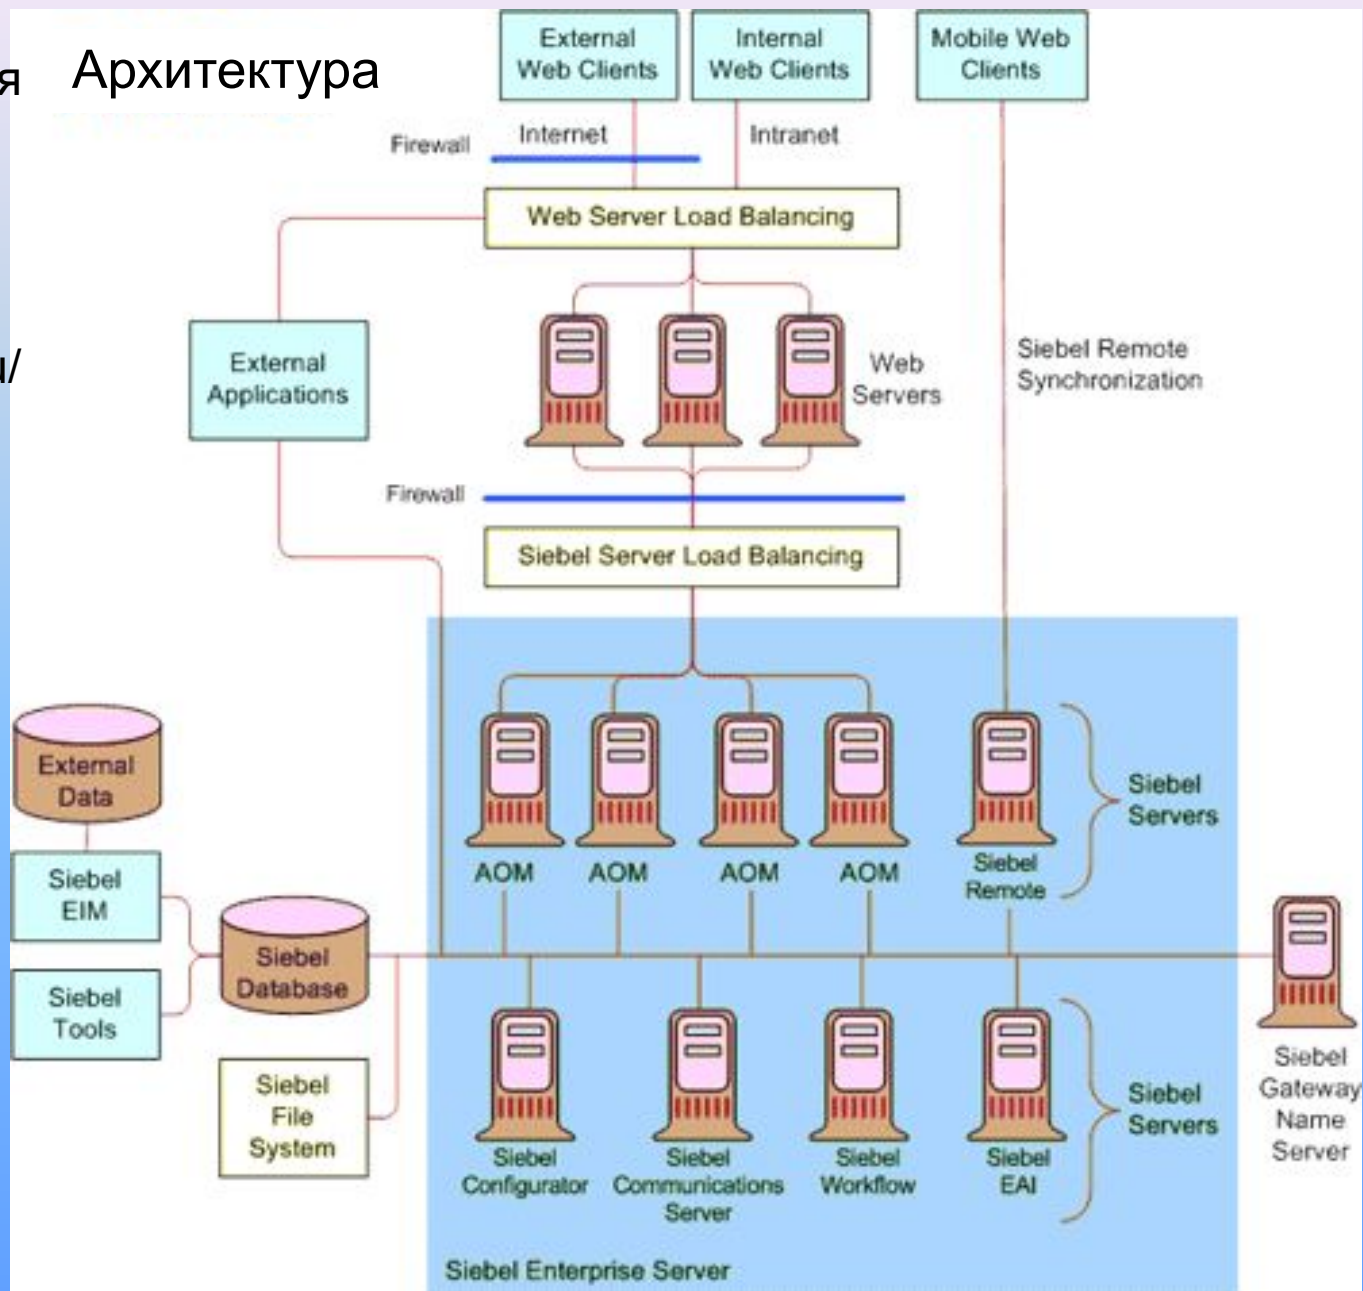 я
Архитектура
External
Web Clients
Internal
Web Clients
Mobile Web
Clients
Firewall
Internet
Intranet
Web Server Load Balancing
External
Applications
Web
Servers
Siebel Remote
Synchronization
Firewall
Siebel Server Load Balancing
External
Data
Siebel
EIM
Siebel
Tools
Siebel
Database
Siebel
File
System
AOM
AOM
AOM
AOM
Siebel
Remote
Siebel
Servers
Siebel
Configurator
Siebel
Communications
Server
Siebel
Workflow
Siebel
EAI
Siebel
Servers
Siebel
Gateway
Name
Server
Siebel Enterprise Server